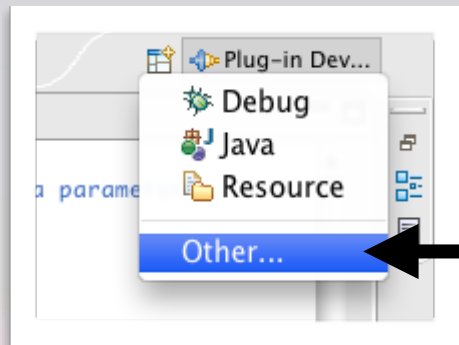 Plug-in Dev...
Debug
Java
Resource
a parame
Other...